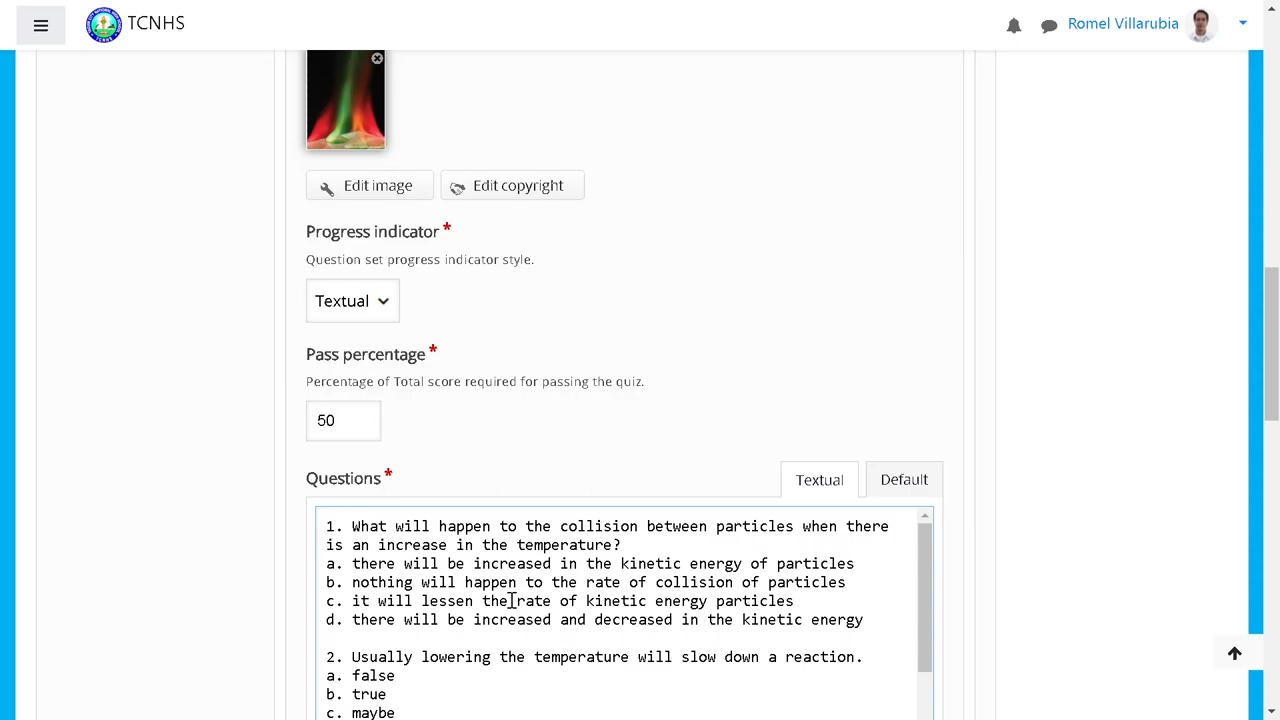 TCNHS
Romel Villarubia
Edit image
Edit copyright
Progress indicator *
Question set progress indicator style.
Textual
Pass percentage *
Percentage of Total score required for passing the quiz.
50
Questions *
Textual
Default
1. What will happen to the collision between particles when there
is an increase in the temperature?
a. there will be increased in the kinetic energy of particles
b. nothing will happen to the rate of collision of particles
c. it will lessen the rate of kinetic energy particles
d. there will be increased and decreased in the kinetic energy
2. Usually lowering the temperature will slow down a reaction.
a. false
b. true
c. maybe